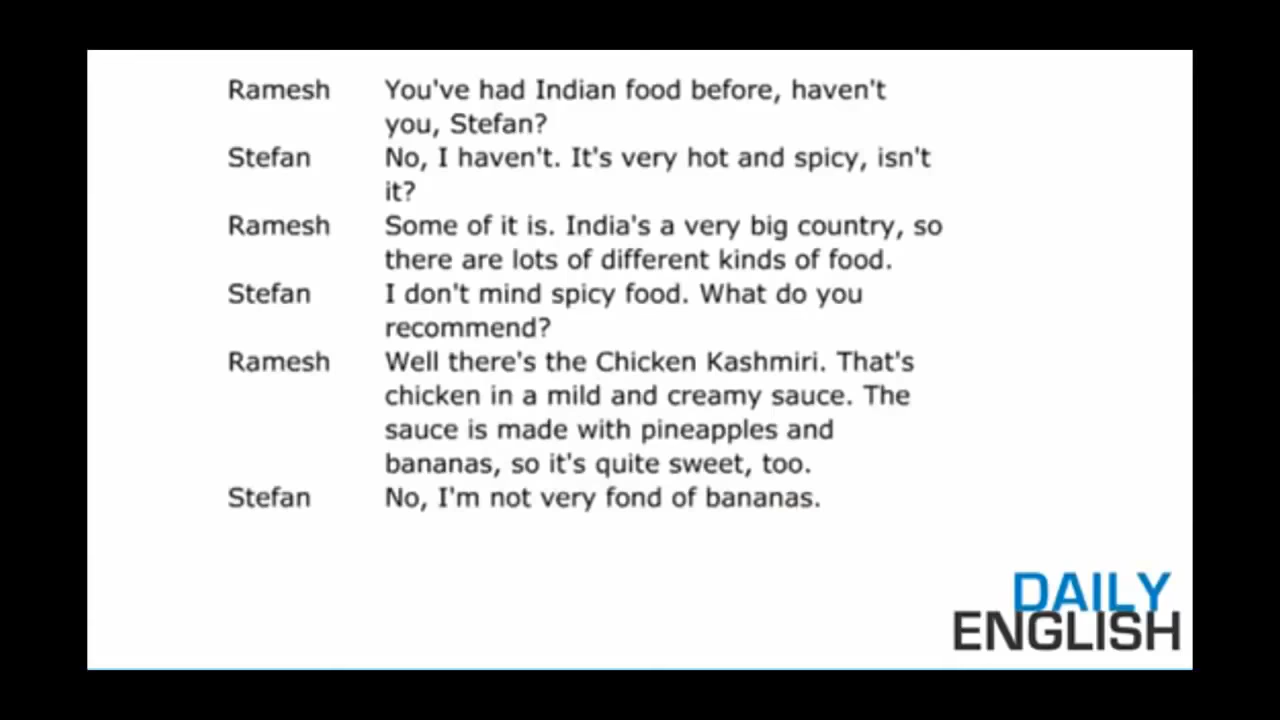 Ramesh You've had Indian food before, haven't
you, Stefan?
Stefan No, I haven't. It's very hot and spicy, isn't
it?
Ramesh Some of it is. India's a very big country, so
there are lots of different kinds of food.
Stefan I don't mind spicy food. What do you
recommend?
Ramesh Well there's the Chicken Kashmiri. That's
chicken in a mild and creamy sauce. The
sauce is made with pineapples and
bananas, so it's quite sweet, too.
Stefan No, I'm not very fond of bananas.
DAILY
ENGLISH